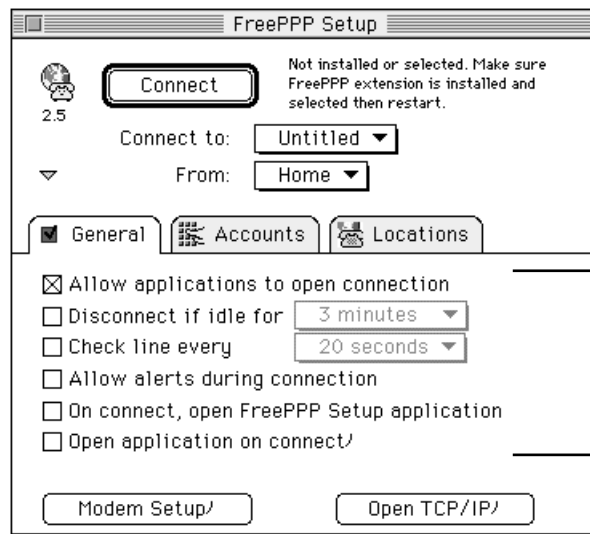 FreePPP Setup
Connect
Not installed or selected. Make sure
FreePPP extension is installed and
selected then restart.
2.5
Connect to: Untitled
From: Home
General Accounts Locations
Allow applications to open connection
Disconnect if idle for 3 minutes
Check line every 20 seconds
Allow alerts during connection
On connect, open FreePPP Setup application
Open application on connect/
Modem Setup/ Open TCP/IP/